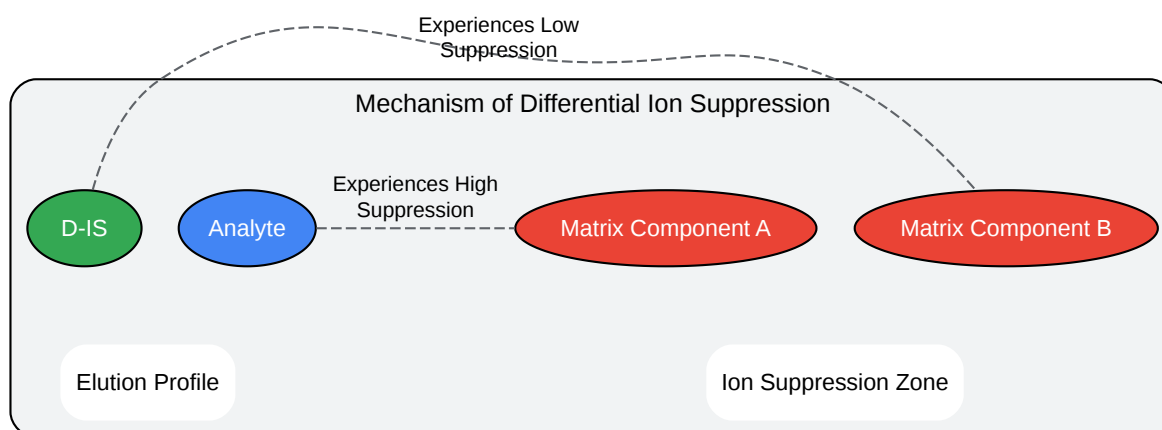 Experiences Low
Suppression
Mechanism of Differential Ion Suppression
Experiences High
Suppression
D-IS
Analyte
Matrix Component A
Matrix Component B
Elution Profile
Ion Suppression Zone